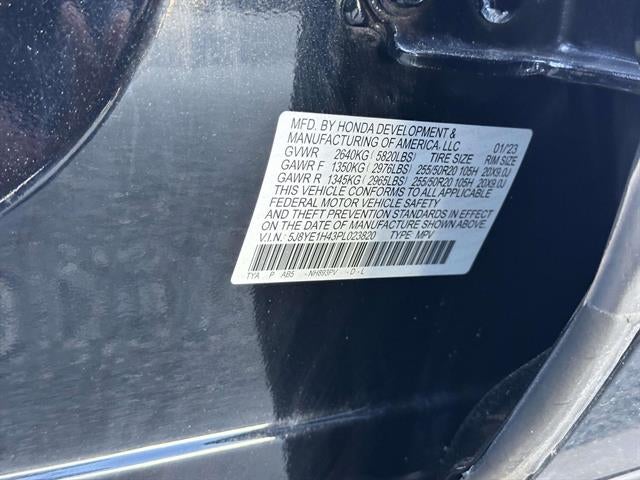 MFD. BY HONDA DEVELOPMENT &
MANUFACTURING OF AMERICA, LLC 01/23
GVWR 2640KG ( 5820LBS) TIRE SIZE RIM SIZE
GAWR F 1350KG ( 2976LBS) 255/50R20 105H 20X9.0J
GAWR R 1345KG ( 2965LBS) 255/50R20 105H 20X9.0J
THIS VEHICLE CONFORMS TO ALL APPLICABLE
FEDERAL MOTOR VEHICLE SAFETY
AND THEFT PREVENTION STANDARDS IN EFFECT
ON THE DATE OF MANUFACTURE SHOWN ABOVE.
V.I.N.: 5J8YE1H43PL023820 TYPE: MPV
TYA P AB5 -NH893PV -D-L